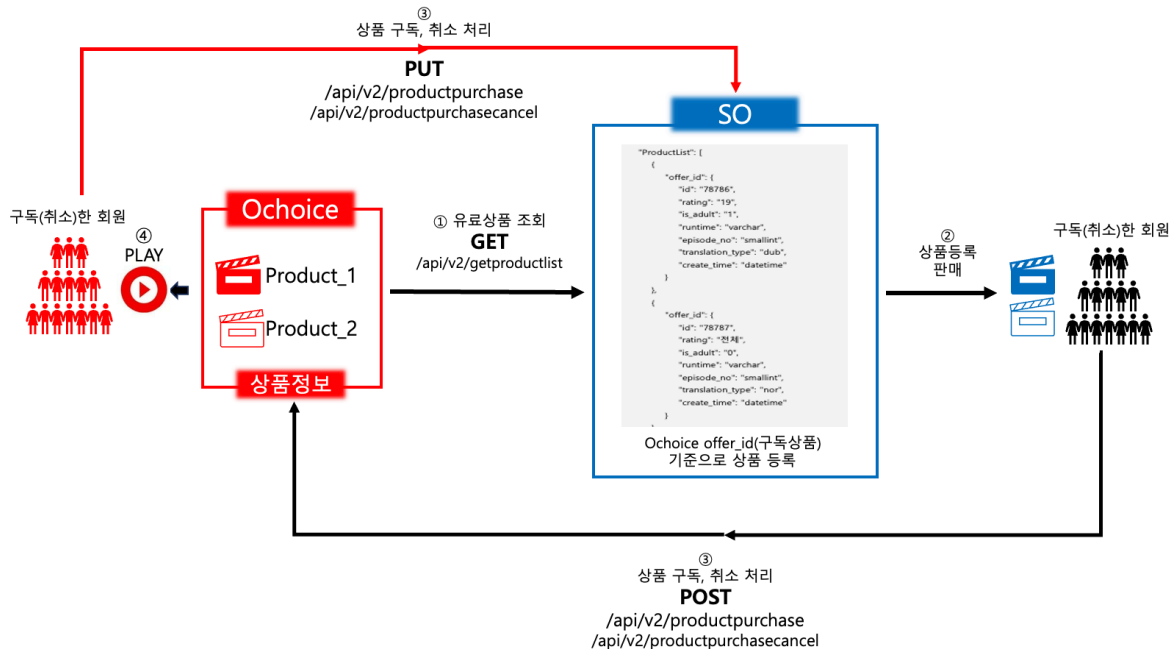 ③
상품 구독, 취소 처리
PUT
/api/v2/productpurchase
/api/v2/productpurchasecancel
구독(취소)한 회원
④
PLAY
Ochoice
Product_1
Product_2
상품정보
① 유료상품 조회
GET
/api/v2/getproductlist
SO
"ProductList": [
{
"offer_id": {
"id": "78786",
"rating": "19",
"is_adult": "1",
"runtime": "varchar",
"episode_no": "smallint",
"translation_type": "dub",
"create_time": "datetime"
}
},
{
"offer_id": {
"id": "78787",
"rating": "전체",
"is_adult": "0",
"runtime": "varchar",
"episode_no": "smallint",
"translation_type": "nor",
"create_time": "datetime"
}
Ochoice offer_id(구독상품)
기준으로 상품 등록
②
상품등록
판매
구독(취소)한 회원
③
상품 구독, 취소 처리
POST
/api/v2/productpurchase
/api/v2/productpurchasecancel